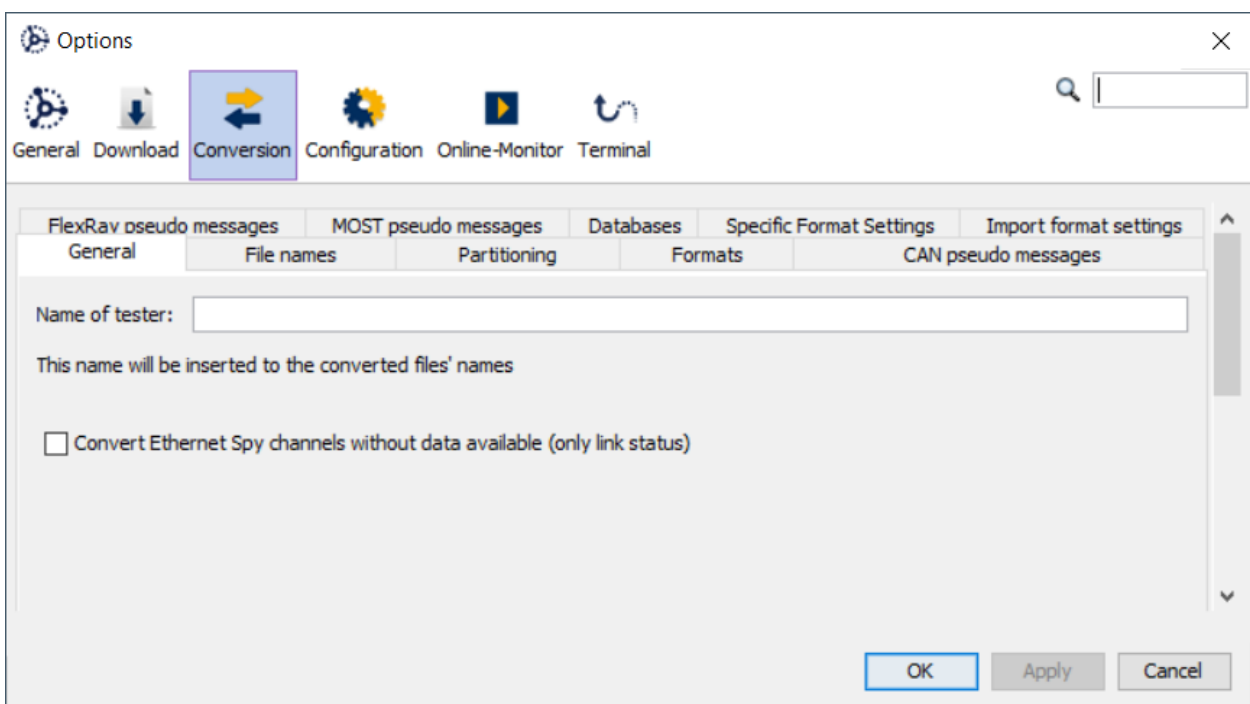 Options
General Download Conversion Configuration Online-Monitor Terminal
FlexRay pseudo messages MOST pseudo messages Databases Specific Format Settings Import format settings
General File names Partitioning Formats CAN pseudo messages
Name of tester:
This name will be inserted to the converted files' names
Convert Ethernet Spy channels without data available (only link status)
OK Apply Cancel